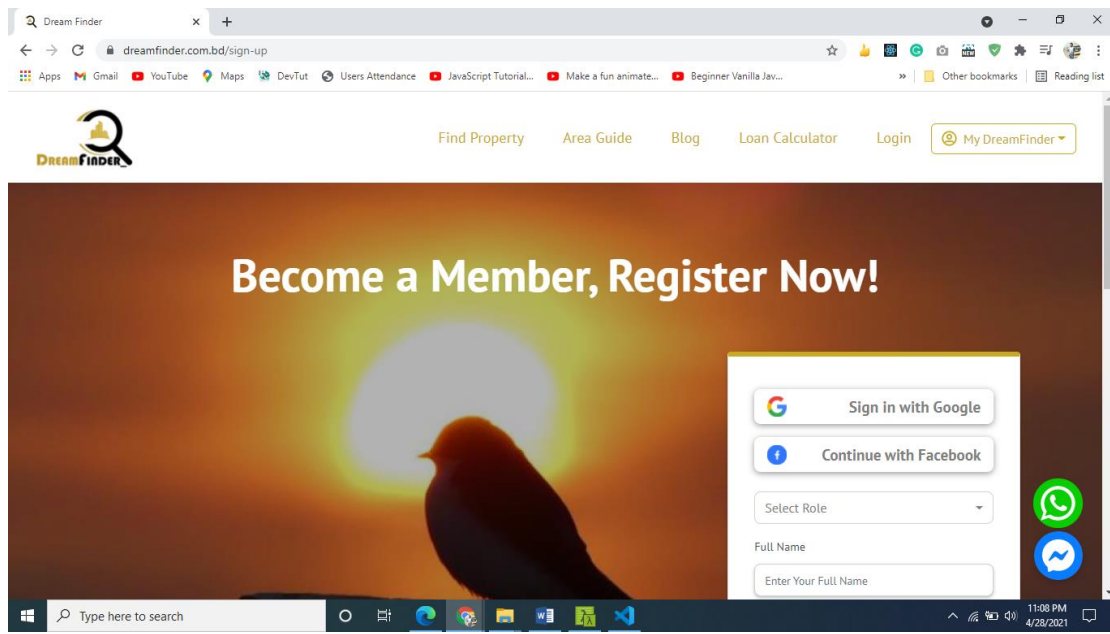 Dream Finder
dreamfinder.com.bd/sign-up
Apps Gmail YouTube Maps DevTut Users Attendance JavaScript Tutorial... Make a fun animate... Beginner Vanilla Jav... » Other bookmarks Reading list
DREAMFINDER
Find Property Area Guide Blog Loan Calculator Login My DreamFinder
Become a Member, Register Now!
Sign in with Google
Continue with Facebook
Select Role
Full Name
Enter Your Full Name
Type here to search
11:08 PM
4/28/2021